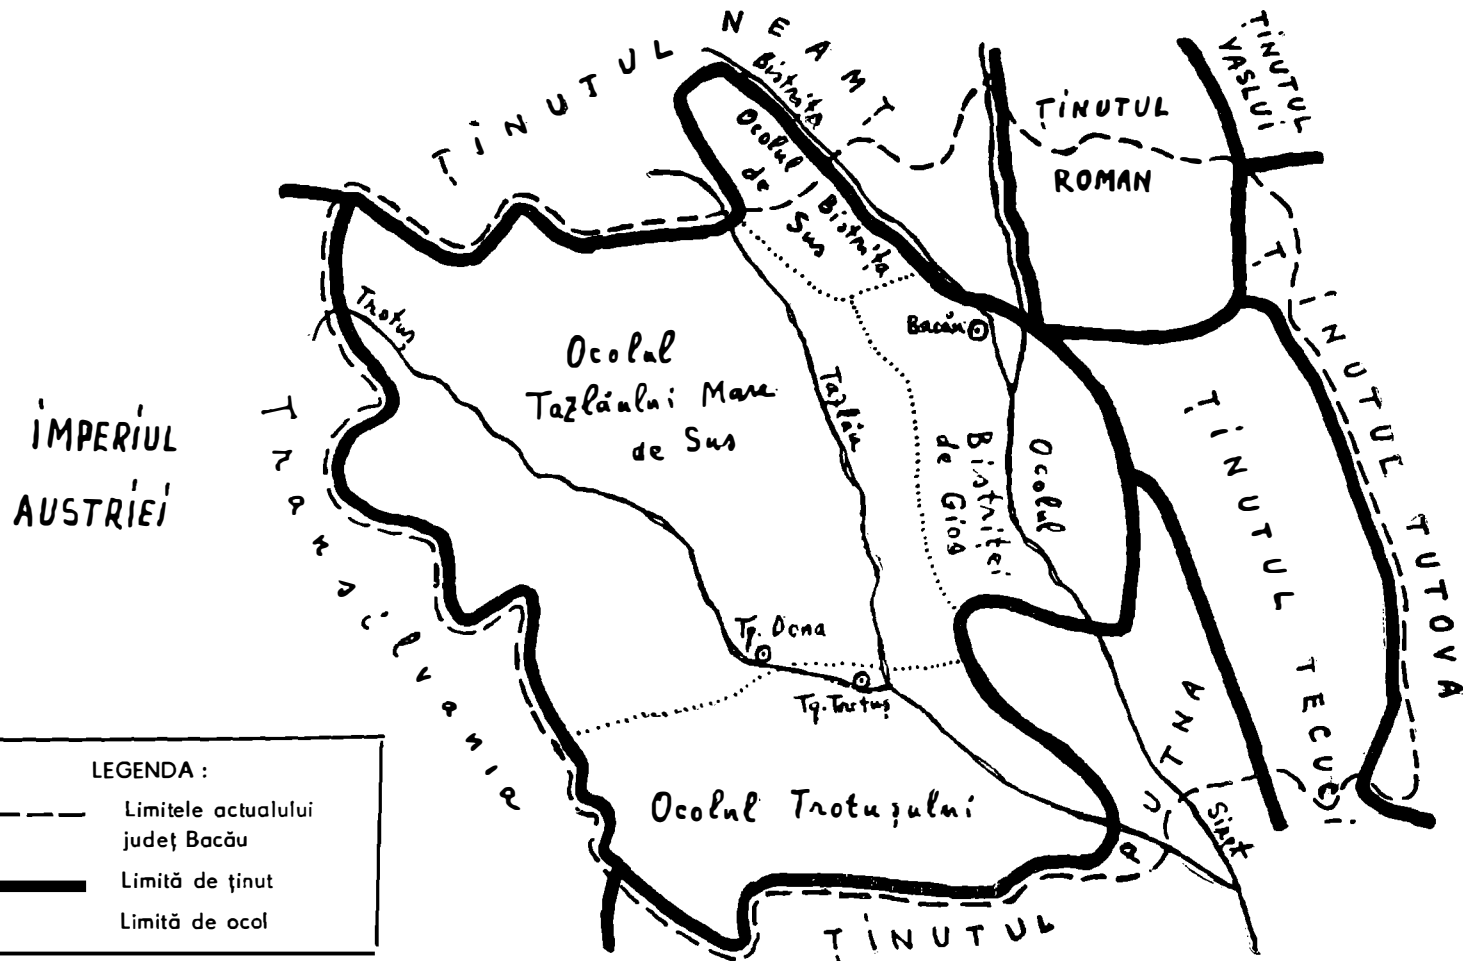 ȚINUTUL NEAMȚ
ȚINUTUL
VASLUI
Bistrița
ȚINUTUL
ROMAN
Ocolul
de
Sus
Bistrița
Trotuș
Bacău
Ocolul
Tazlăului Mare
de Sus
Tazlău
IMPERIUL
AUSTRIEI
Transilvania
Ocolul
Bistriței
de Gios
ȚINUTUL TECUCI
ȚINUTUL TUTOVA
Tg. Ocna
Tg. Trotuș
Ocolul Trotușului
Siret
ȚINUTUL
PUTNA
LEGENDA :
Limitele actualului
județ Bacău
Limită de ținut
Limită de ocol